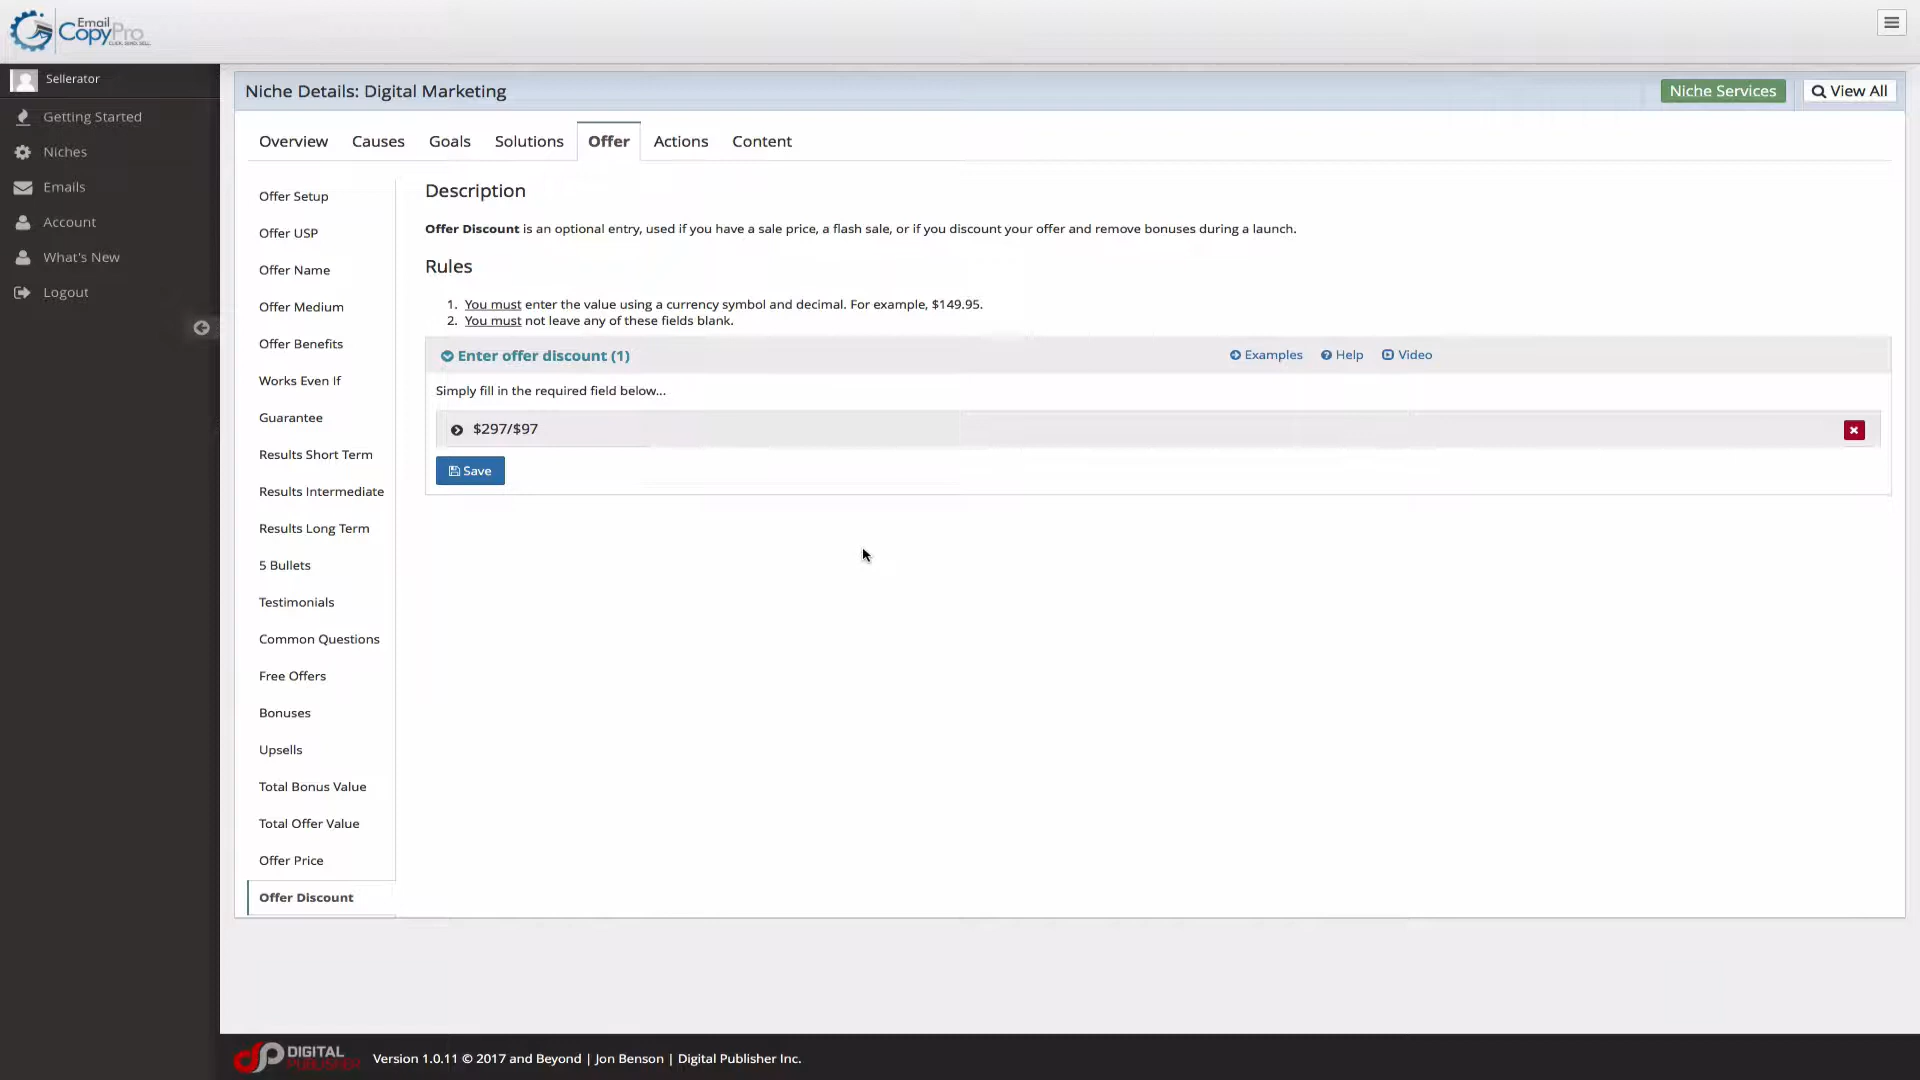 Email
CopyPro
CLICK. SEND. SELL.
Sellerator
Getting Started
Niches
Emails
Account
What's New
Logout
Niche Details: Digital Marketing
Niche Services
View All
Overview Causes Goals Solutions Offer Actions Content
Offer Setup
Offer USP
Offer Name
Offer Medium
Offer Benefits
Works Even If
Guarantee
Results Short Term
Results Intermediate
Results Long Term
5 Bullets
Testimonials
Common Questions
Free Offers
Bonuses
Upsells
Total Bonus Value
Total Offer Value
Offer Price
Offer Discount
Description
Offer Discount is an optional entry, used if you have a sale price, a flash sale, or if you discount your offer and remove bonuses during a launch.
Rules
1. You must enter the value using a currency symbol and decimal. For example, $149.95.
2. You must not leave any of these fields blank.
Enter offer discount (1)
Examples Help Video
Simply fill in the required field below...
$297/$97
Save
DIGITAL
PUBLISHER
Version 1.0.11 © 2017 and Beyond | Jon Benson | Digital Publisher Inc.